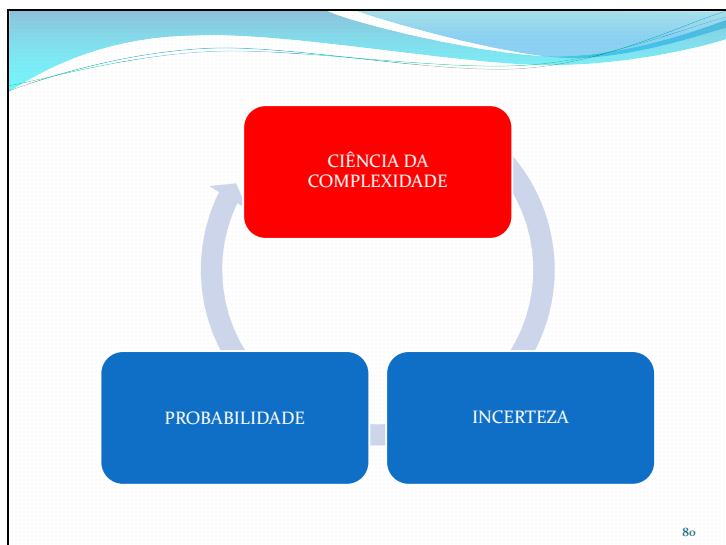 CIÊNCIA DA
COMPLEXIDADE
PROBABILIDADE
INCERTEZA
80